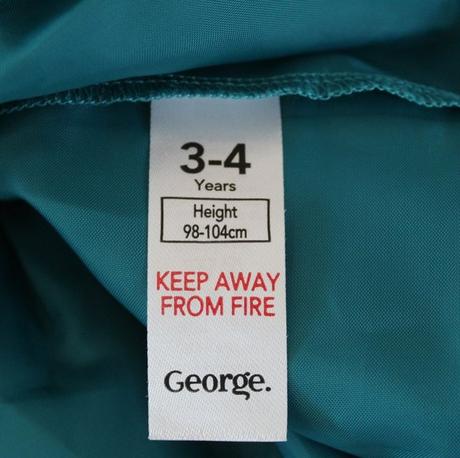 3-4
Years
Height
98-104cm
KEEP AWAY
FROM FIRE
George.